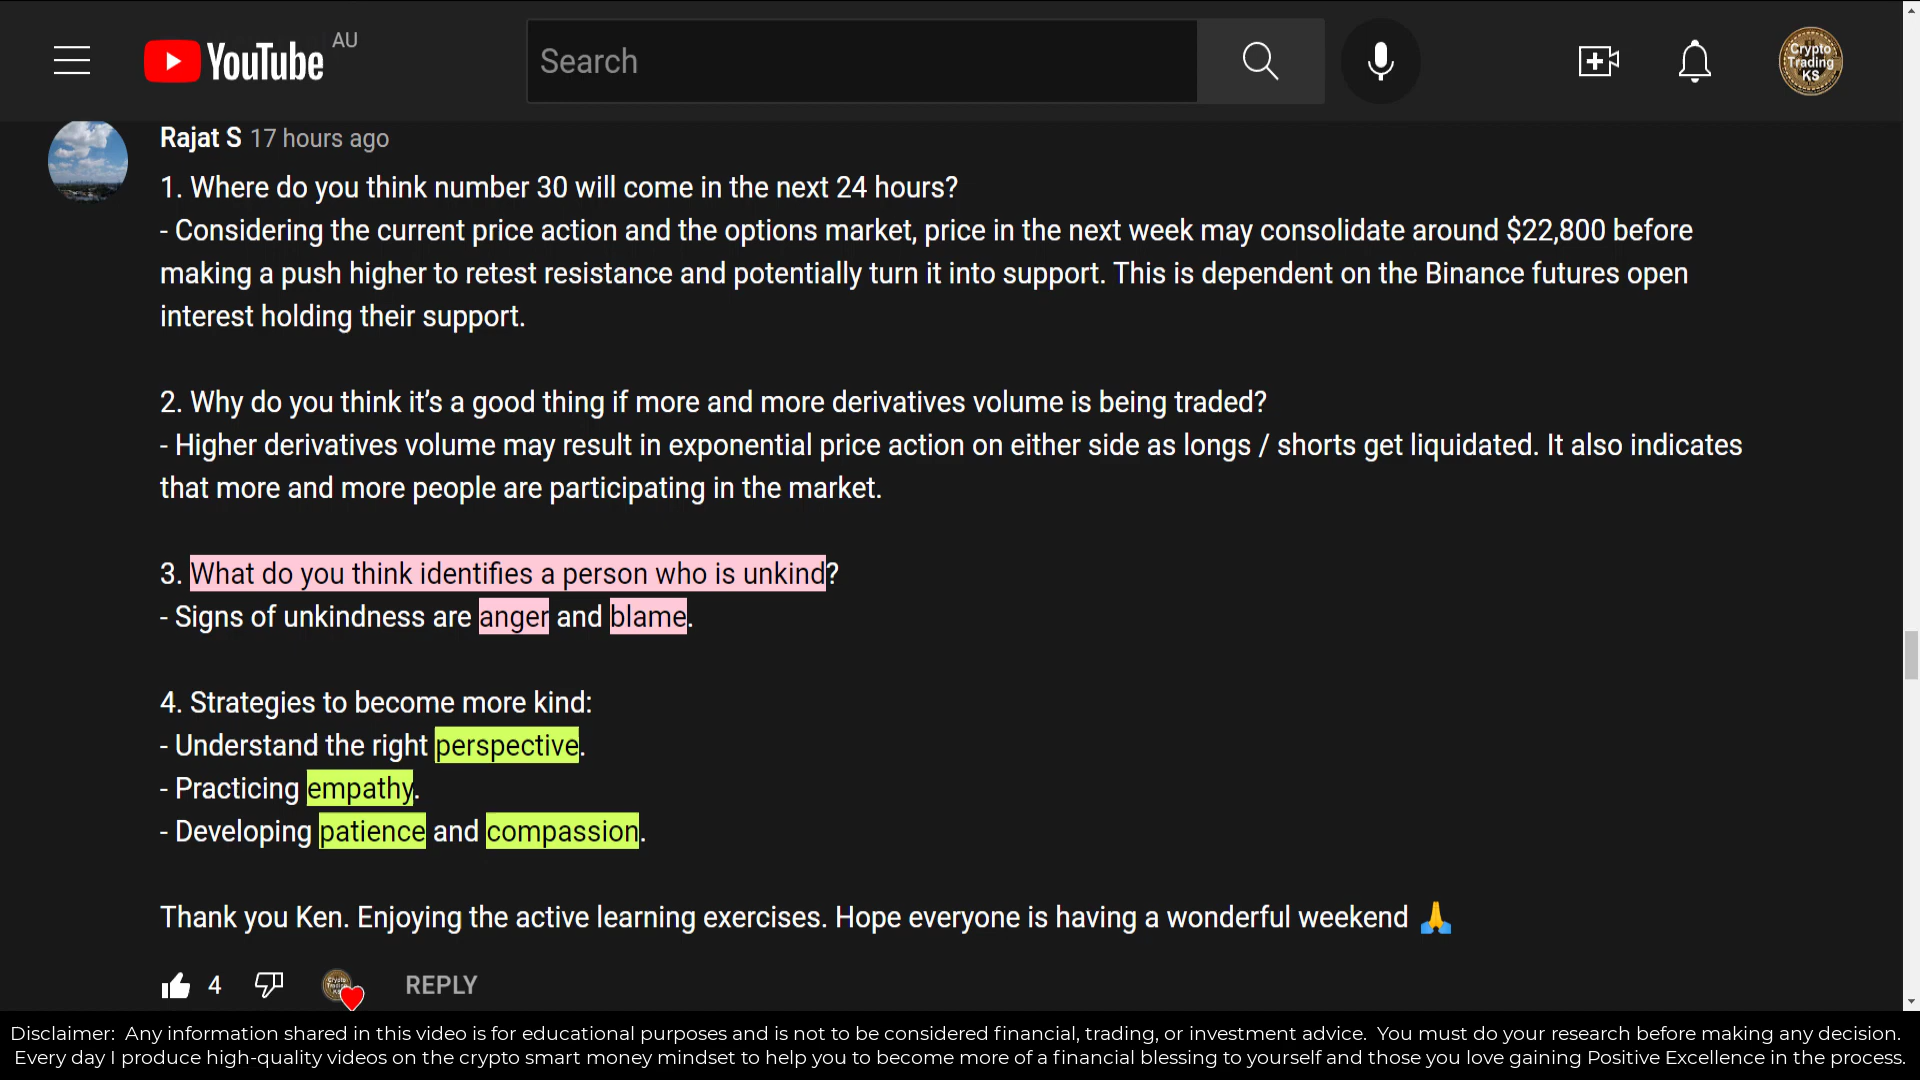 YouTube AU
Search
Crypto
Trading
KS
Rajat S 17 hours ago
1. Where do you think number 30 will come in the next 24 hours?
- Considering the current price action and the options market, price in the next week may consolidate around $22,800 before
making a push higher to retest resistance and potentially turn it into support. This is dependent on the Binance futures open
interest holding their support.
2. Why do you think it’s a good thing if more and more derivatives volume is being traded?
- Higher derivatives volume may result in exponential price action on either side as longs / shorts get liquidated. It also indicates
that more and more people are participating in the market.
3. What do you think identifies a person who is unkind?
- Signs of unkindness are anger and blame.
4. Strategies to become more kind:
- Understand the right perspective.
- Practicing empathy.
- Developing patience and compassion.
Thank you Ken. Enjoying the active learning exercises. Hope everyone is having a wonderful weekend 🙏
4 REPLY
Disclaimer: Any information shared in this video is for educational purposes and is not to be considered financial, trading, or investment advice. You must do your research before making any decision.
Every day I produce high-quality videos on the crypto smart money mindset to help you to become more of a financial blessing to yourself and those you love gaining Positive Excellence in the process.